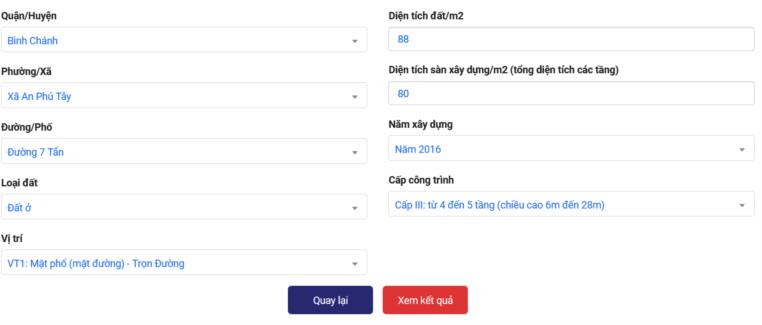 Quận/Huyện
Bình Chánh
Phường/Xã
Xã An Phú Tây
Đường/Phố
Đường 7 Tấn
Loại đất
Đất ở
Vị trí
VT1: Mặt phố (mặt đường) - Trọn Đường
Diện tích đất/m2
88
Diện tích sàn xây dựng/m2 (tổng diện tích các tầng)
80
Năm xây dựng
Năm 2016
Cấp công trình
Cấp III: từ 4 đến 5 tầng (chiều cao 6m đến 28m)
Quay lại
Xem kết quả